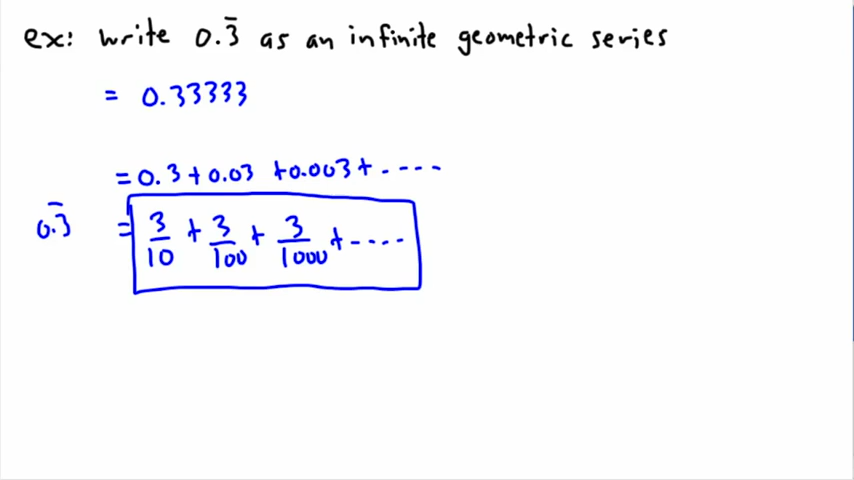 ex: write 0.3̄ as an infinite geometric series
= 0.33333
= 0.3 + 0.03 + 0.003 + ....
0.3̄ = 3/10 + 3/100 + 3/1000 + ....